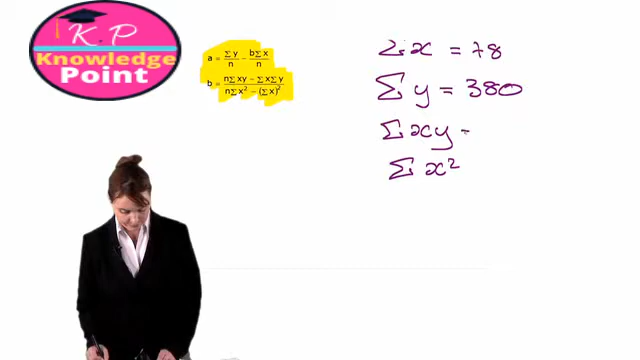 K.P
Knowledge
Point
a = Σy/n − bΣx/n
b = nΣxy − ΣxΣy / nΣx² − (Σx)²
Σx = 78
Σy = 380
Σxy =
Σx²